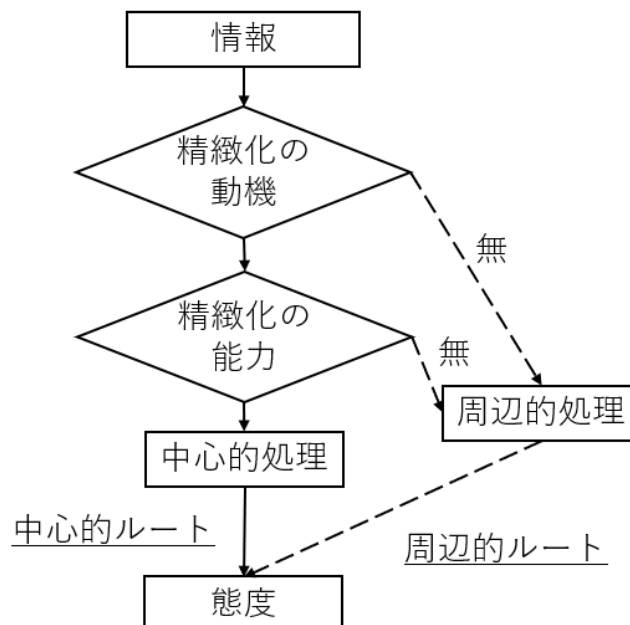 情報
精緻化の
動機
無
精緻化の
能力
無
周辺的処理
中心的処理
中心的ルート
周辺的ルート
態度